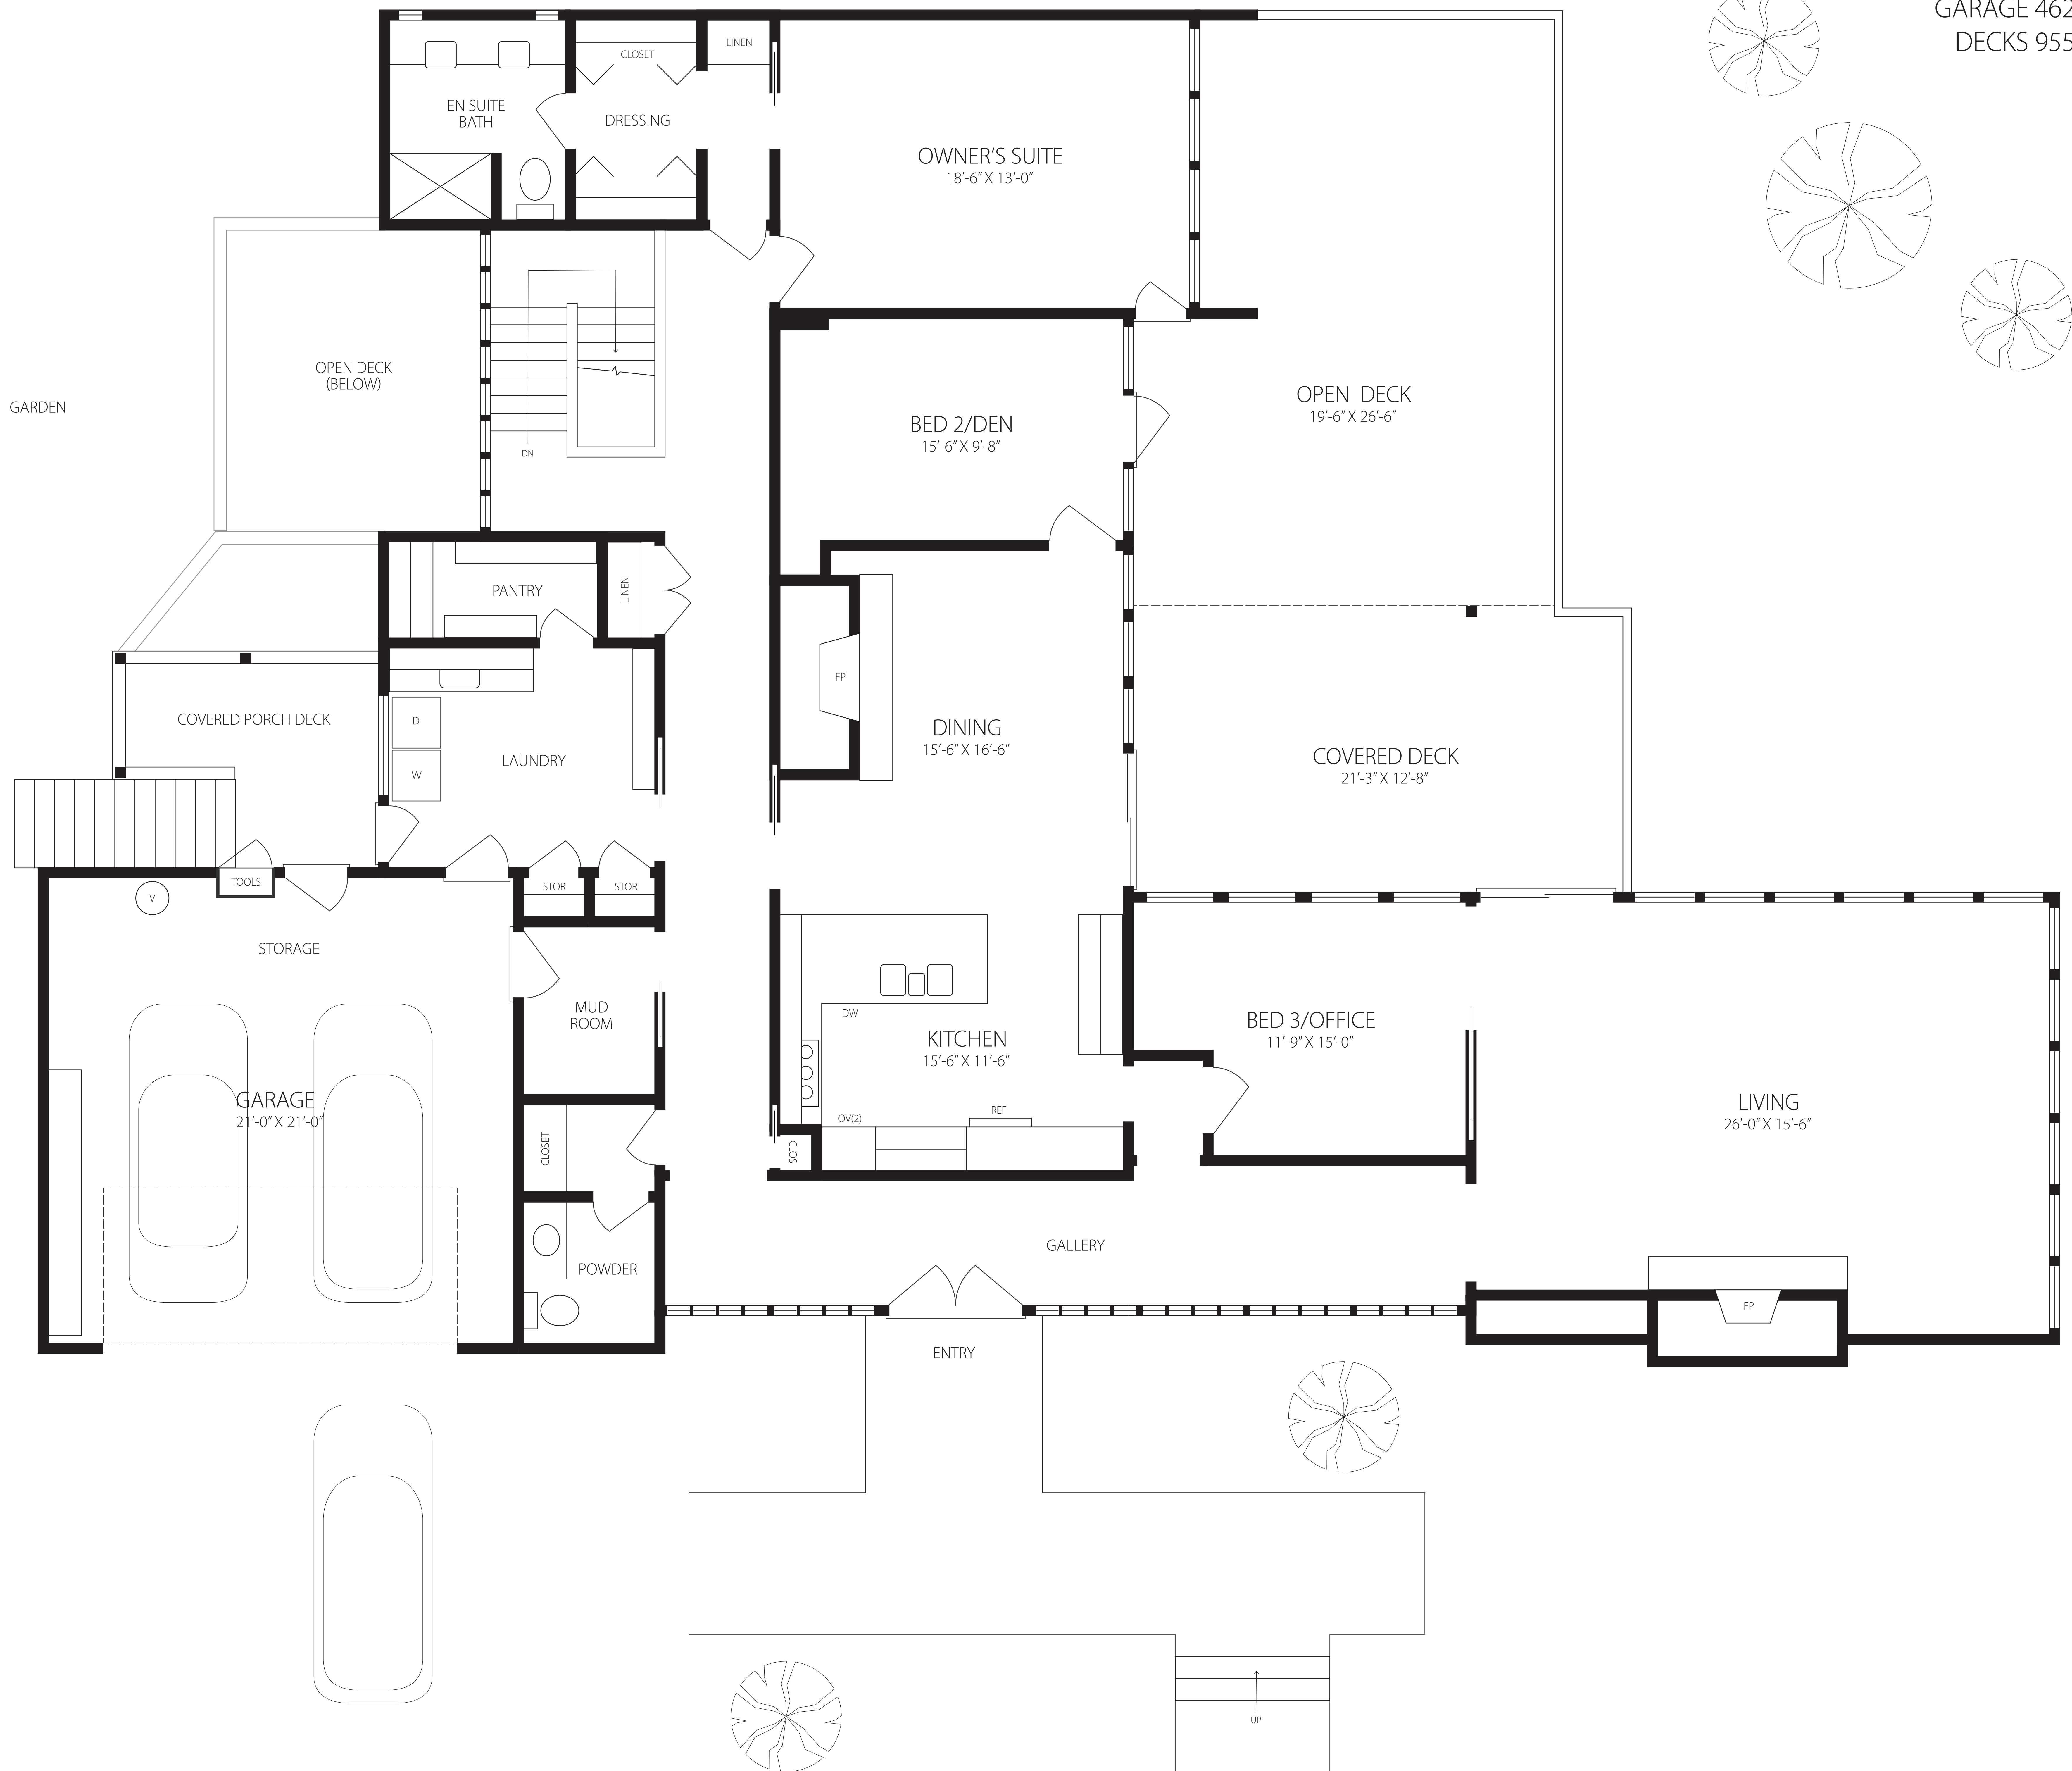 GARAGE 462
DECKS 955
CLOSET
LINEN
EN SUITE
BATH
DRESSING
OWNER'S SUITE
18'-6" X 13'-0"
OPEN DECK
(BELOW)
GARDEN
DN
BED 2/DEN
15'-6" X 9'-8"
OPEN DECK
19'-6" X 26'-6"
PANTRY
LINEN
FP
COVERED PORCH DECK
D
W
LAUNDRY
DINING
15'-6" X 16'-6"
COVERED DECK
21'-3" X 12'-8"
TOOLS
V
STOR
STOR
STORAGE
MUD
ROOM
DW
KITCHEN
15'-6" X 11'-6"
BED 3/OFFICE
11'-9" X 15'-0"
GARAGE
21'-0" X 21'-0"
LIVING
26'-0" X 15'-6"
OV(2)
REF
CLOSET
CLOS
GALLERY
POWDER
FP
ENTRY
UP